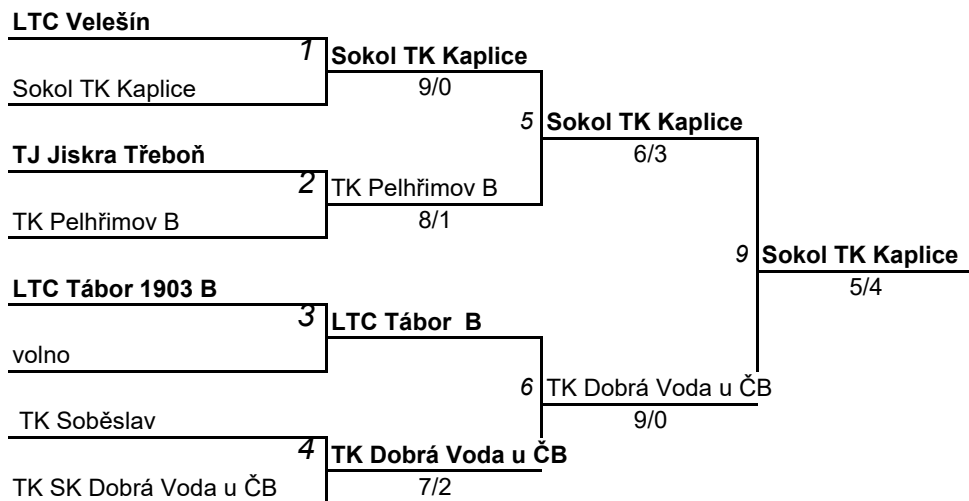 LTC Velešín
1 Sokol TK Kaplice
Sokol TK Kaplice
9/0
5 Sokol TK Kaplice
TJ Jiskra Třeboň
6/3
2 TK Pelhřimov B
TK Pelhřimov B
8/1
9 Sokol TK Kaplice
LTC Tábor 1903 B
5/4
3 LTC Tábor  B
volno
6 TK Dobrá Voda u ČB
TK Soběslav
9/0
4 TK Dobrá Voda u ČB
TK SK Dobrá Voda u ČB
7/2